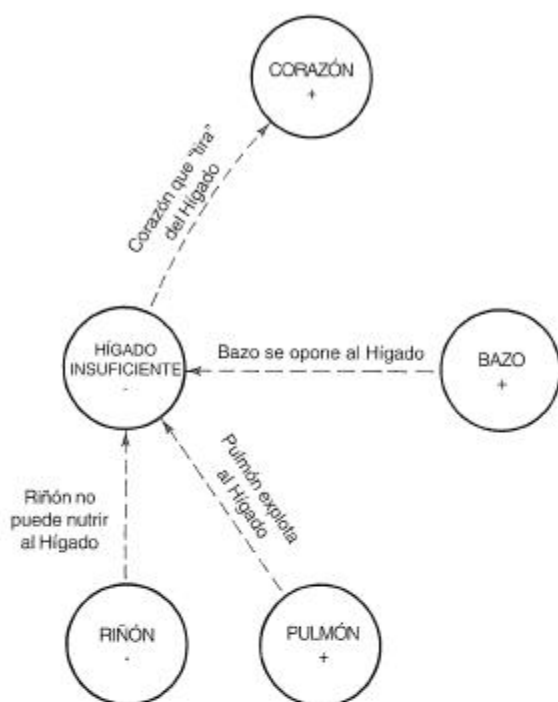 CORAZÓN
+
Corazón que "tira"
del Hígado
HÍGADO
INSUFICIENTE
-
Bazo se opone al Hígado
BAZO
+
Riñón no
puede nutrir
al Hígado
Pulmón explota
al Hígado
RIÑÓN
-
PULMÓN
+